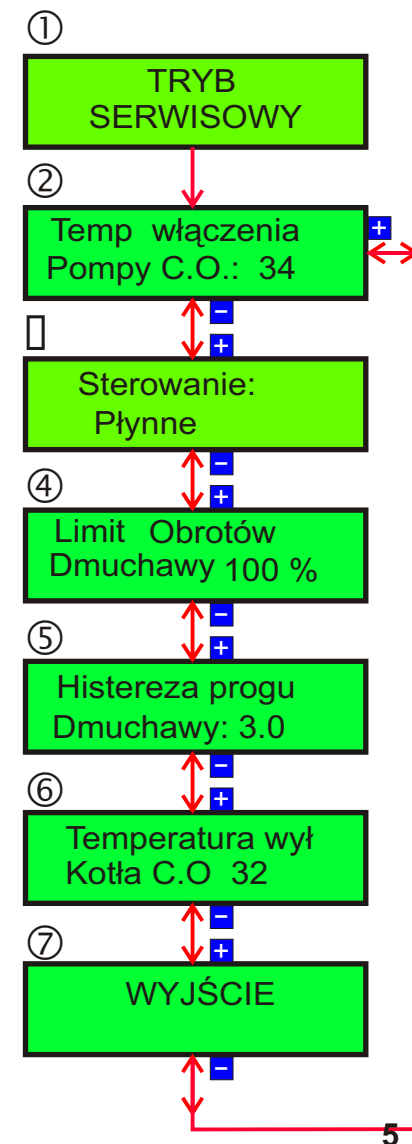 ①
TRYB
SERWISOWY
②
Temp włączenia
Pompy C.O.: 34
+
−
+
Sterowanie:
Płynne
−
+
④
Limit Obrotów
Dmuchawy 100 %
−
+
⑤
Histereza progu
Dmuchawy: 3.0
−
+
⑥
Temperatura wył
Kotła C.O 32
−
+
⑦
WYJŚCIE
−
5